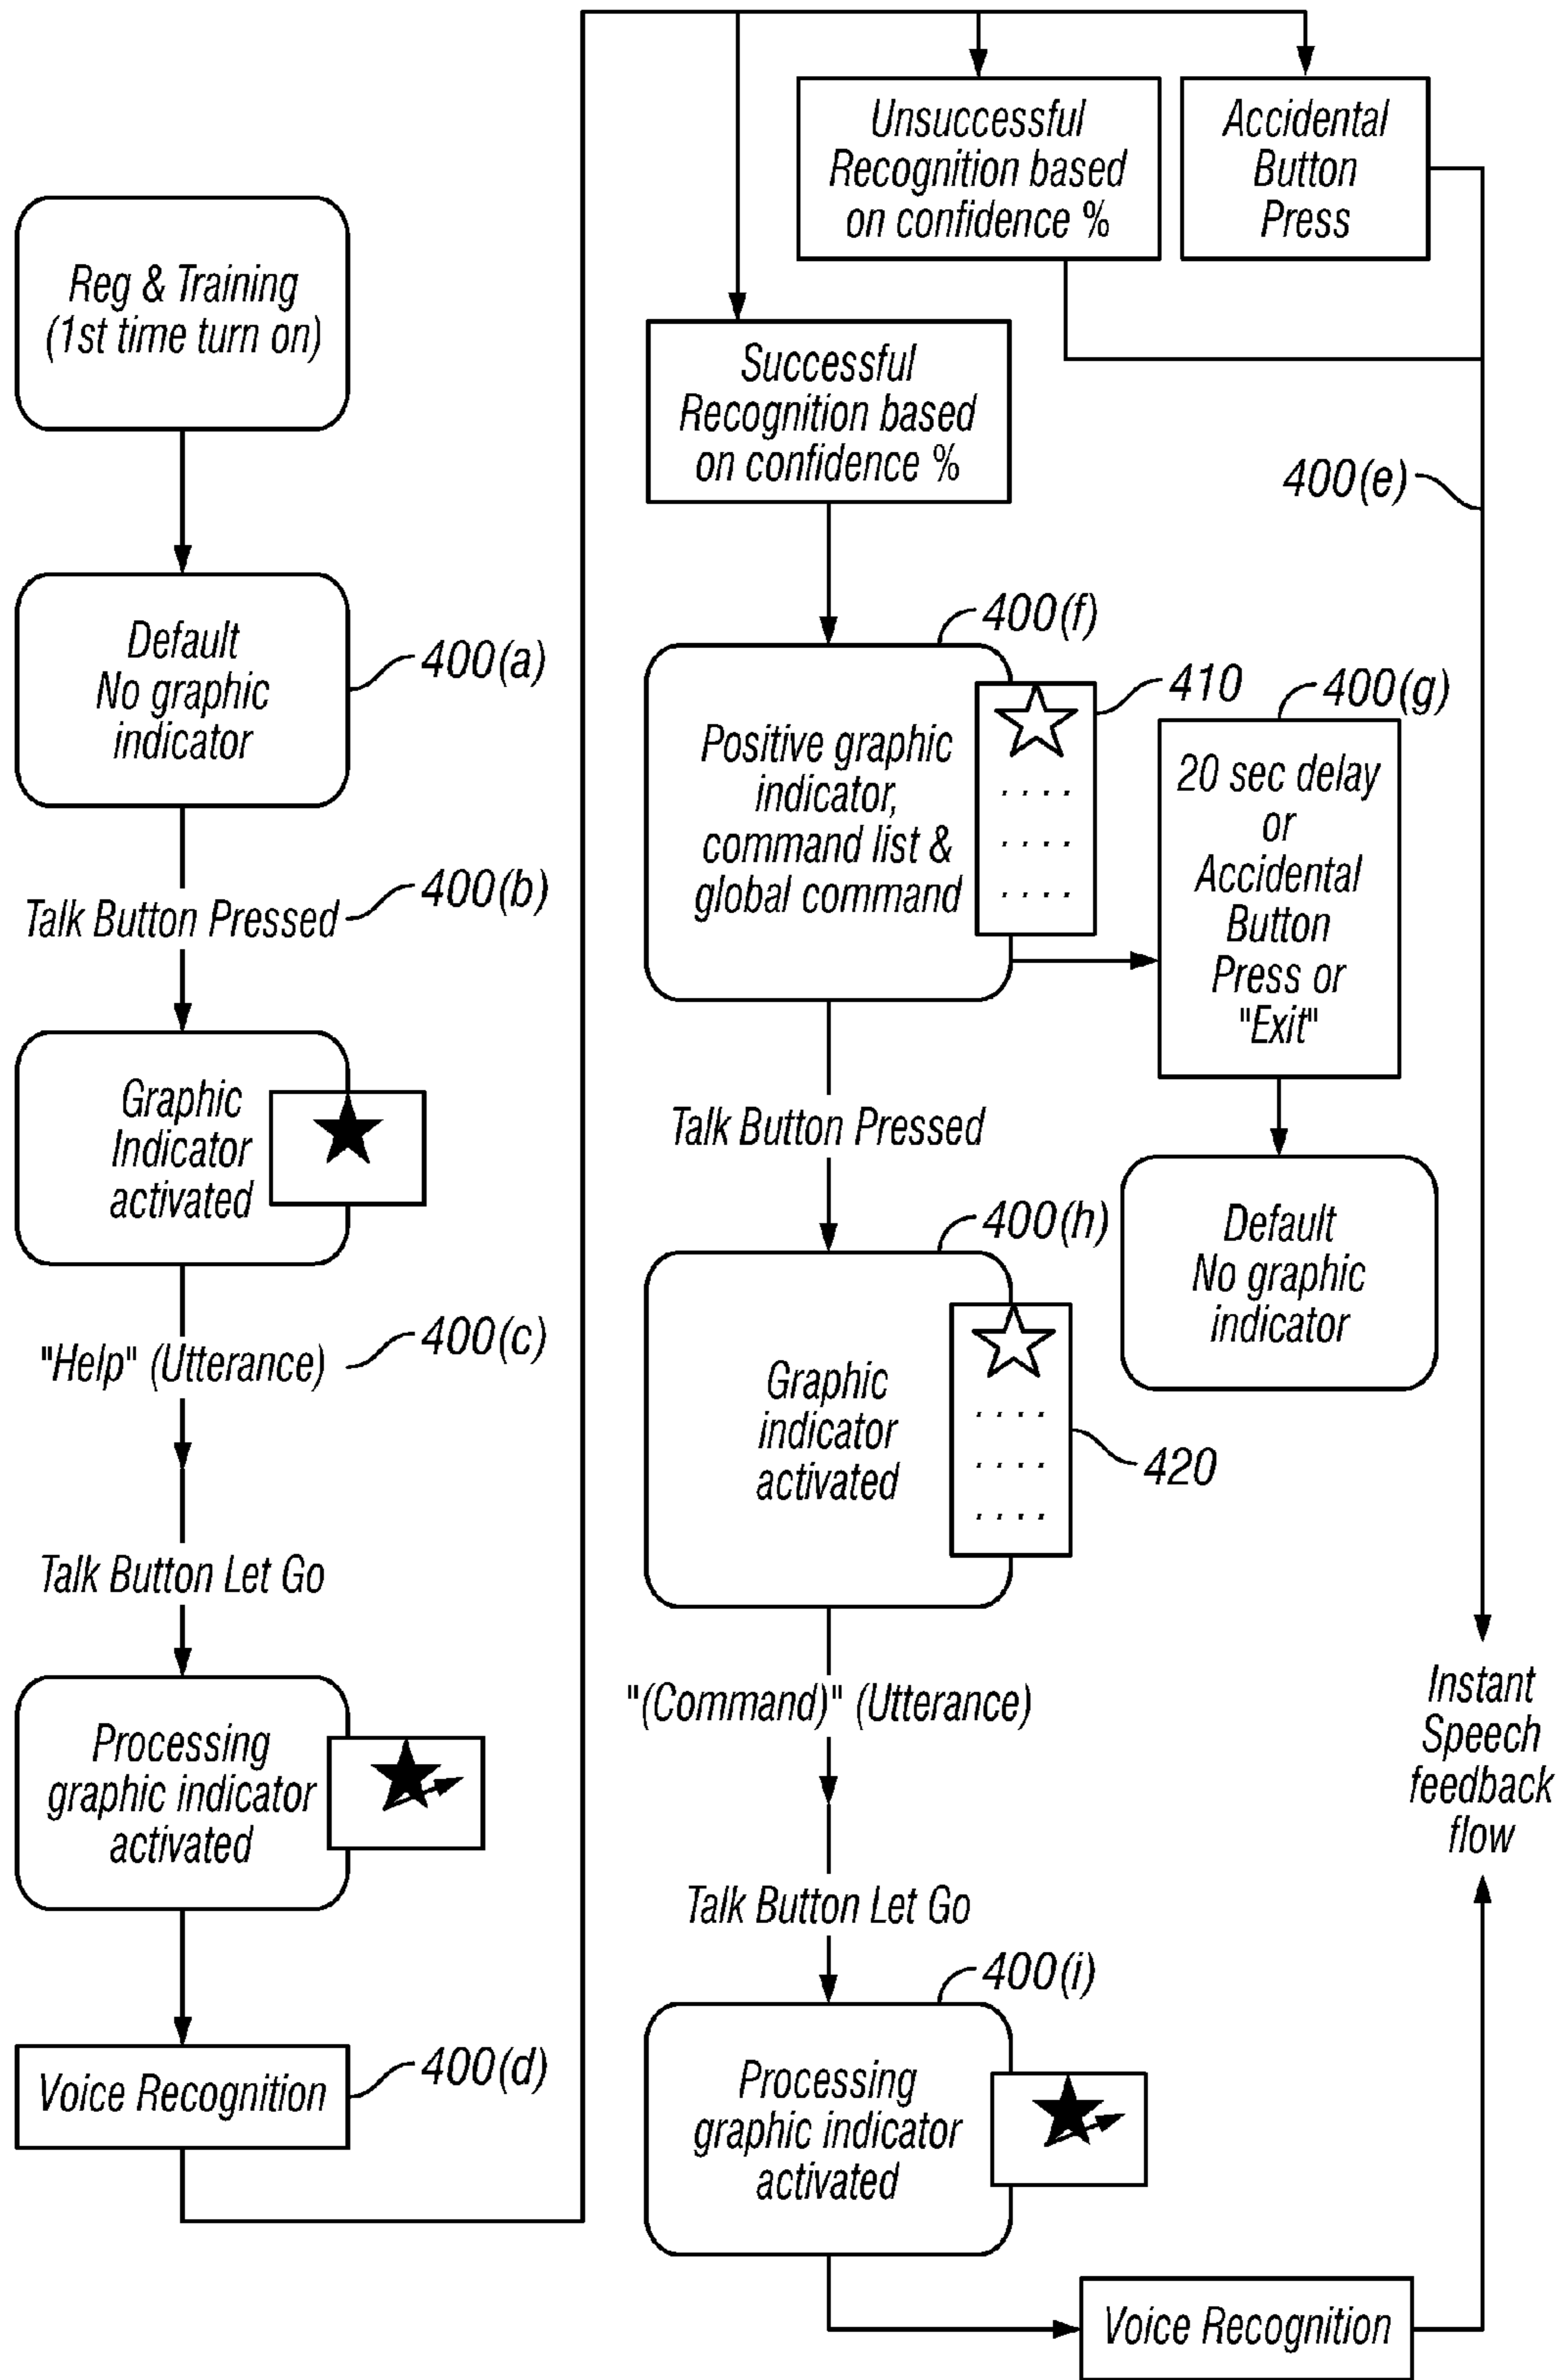 Reg & Training
(1st time turn on)
Default
No graphic
indicator
400(a)
Talk Button Pressed
400(b)
Graphic
Indicator
activated
"Help" (Utterance)
400(c)
Talk Button Let Go
Processing
graphic indicator
activated
Voice Recognition
400(d)
Unsuccessful
Recognition based
on confidence %
Accidental
Button
Press
Successful
Recognition based
on confidence %
400(e)
400(f)
Positive graphic
indicator,
command list &
global command
. . . .
. . . .
. . . .
410
400(g)
20 sec delay
or
Accidental
Button
Press or
"Exit"
Default
No graphic
indicator
Talk Button Pressed
400(h)
Graphic
indicator
activated
. . . .
. . . .
. . . .
420
"(Command)" (Utterance)
Talk Button Let Go
400(i)
Processing
graphic indicator
activated
Voice Recognition
Instant
Speech
feedback
flow